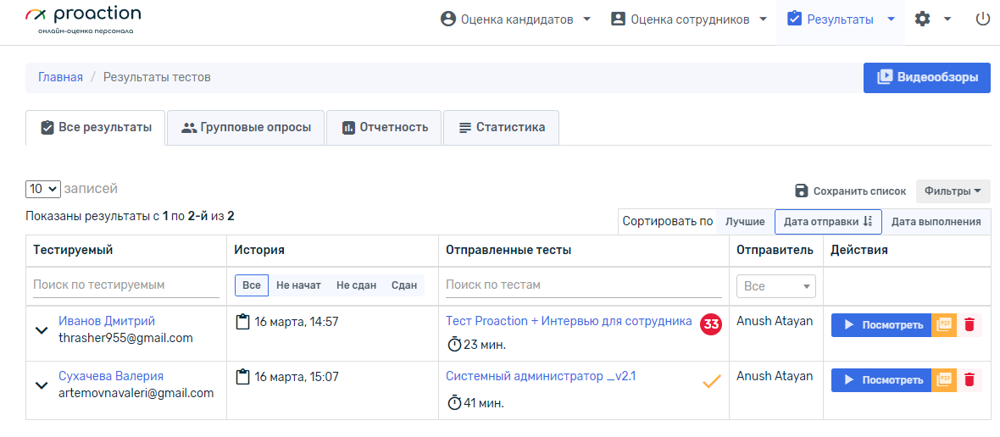 proaction
онлайн-оценка персонала
Оценка кандидатов
Оценка сотрудников
Результаты
Главная / Результаты тестов
Видеообзоры
Все результаты
Групповые опросы
Отчетность
Статистика
10 записей
Сохранить список
Фильтры
Показаны результаты с 1 по 2-й из 2
Сортировать по Лучшие Дата отправки Дата выполнения
Тестируемый История Отправленные тесты Отправитель Действия
Поиск по тестируемым Все Не начат Не сдан Сдан Поиск по тестам Все
Иванов Дмитрий 16 марта, 14:57 Тест Proaction + Интервью для сотрудника 33 Anush Atayan Посмотреть PDF
thrasher955@gmail.com 23 мин.
Сухачева Валерия 16 марта, 15:07 Системный администратор _v2.1 Anush Atayan Посмотреть PDF
artemovnavaleri@gmail.com 41 мин.